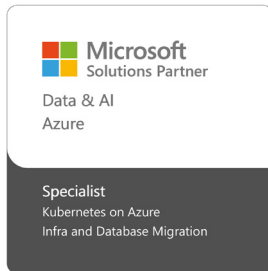 Microsoft
Solutions Partner
Data & AI
Azure
Specialist
Kubernetes on Azure
Infra and Database Migration